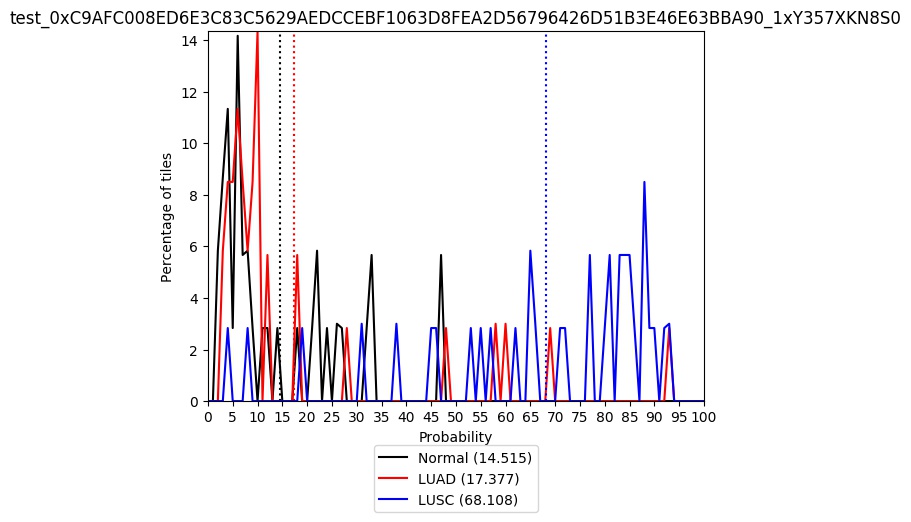 test_0xC9AFC008ED6E3C83C5629AEDCCEBF1063D8FEA2D56796426D51B3E46E63BBA90_1xY357XKN8S0
14
12
10
8
6
4
2
0
Percentage of tiles
0 5 10 15 20 25 30 35 40 45 50 55 60 65 70 75 80 85 90 95 100
Probability
Normal (14.515)
LUAD (17.377)
LUSC (68.108)